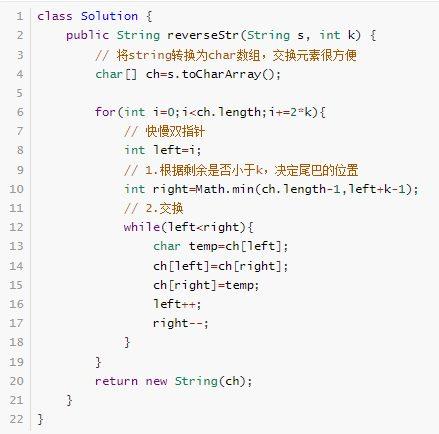 1 class Solution {
2     public String reverseStr(String s, int k) {
3         // 将string转换为char数组，交换元素很方便
4         char[] ch=s.toCharArray();
5
6         for(int i=0;i<ch.length;i+=2*k){
7             // 快慢双指针
8             int left=i;
9             // 1.根据剩余是否小于k，决定尾巴的位置
10             int right=Math.min(ch.length-1,left+k-1);
11             // 2.交换
12             while(left<right){
13                 char temp=ch[left];
14                 ch[left]=ch[right];
15                 ch[right]=temp;
16                 left++;
17                 right--;
18             }
19         }
20         return new String(ch);
21     }
22 }